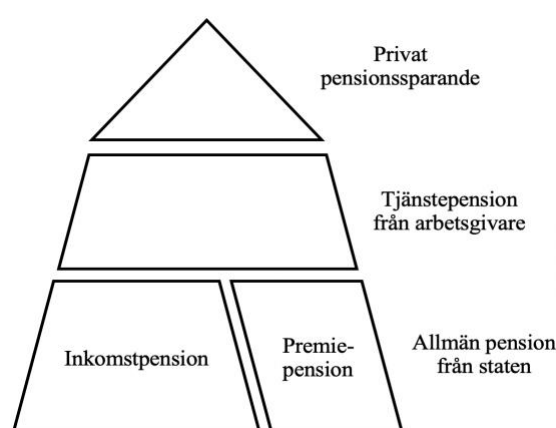 Privat
pensionssparande
Tjänstepension
från arbetsgivare
Inkomstpension
Premie-
pension
Allmän pension
från staten